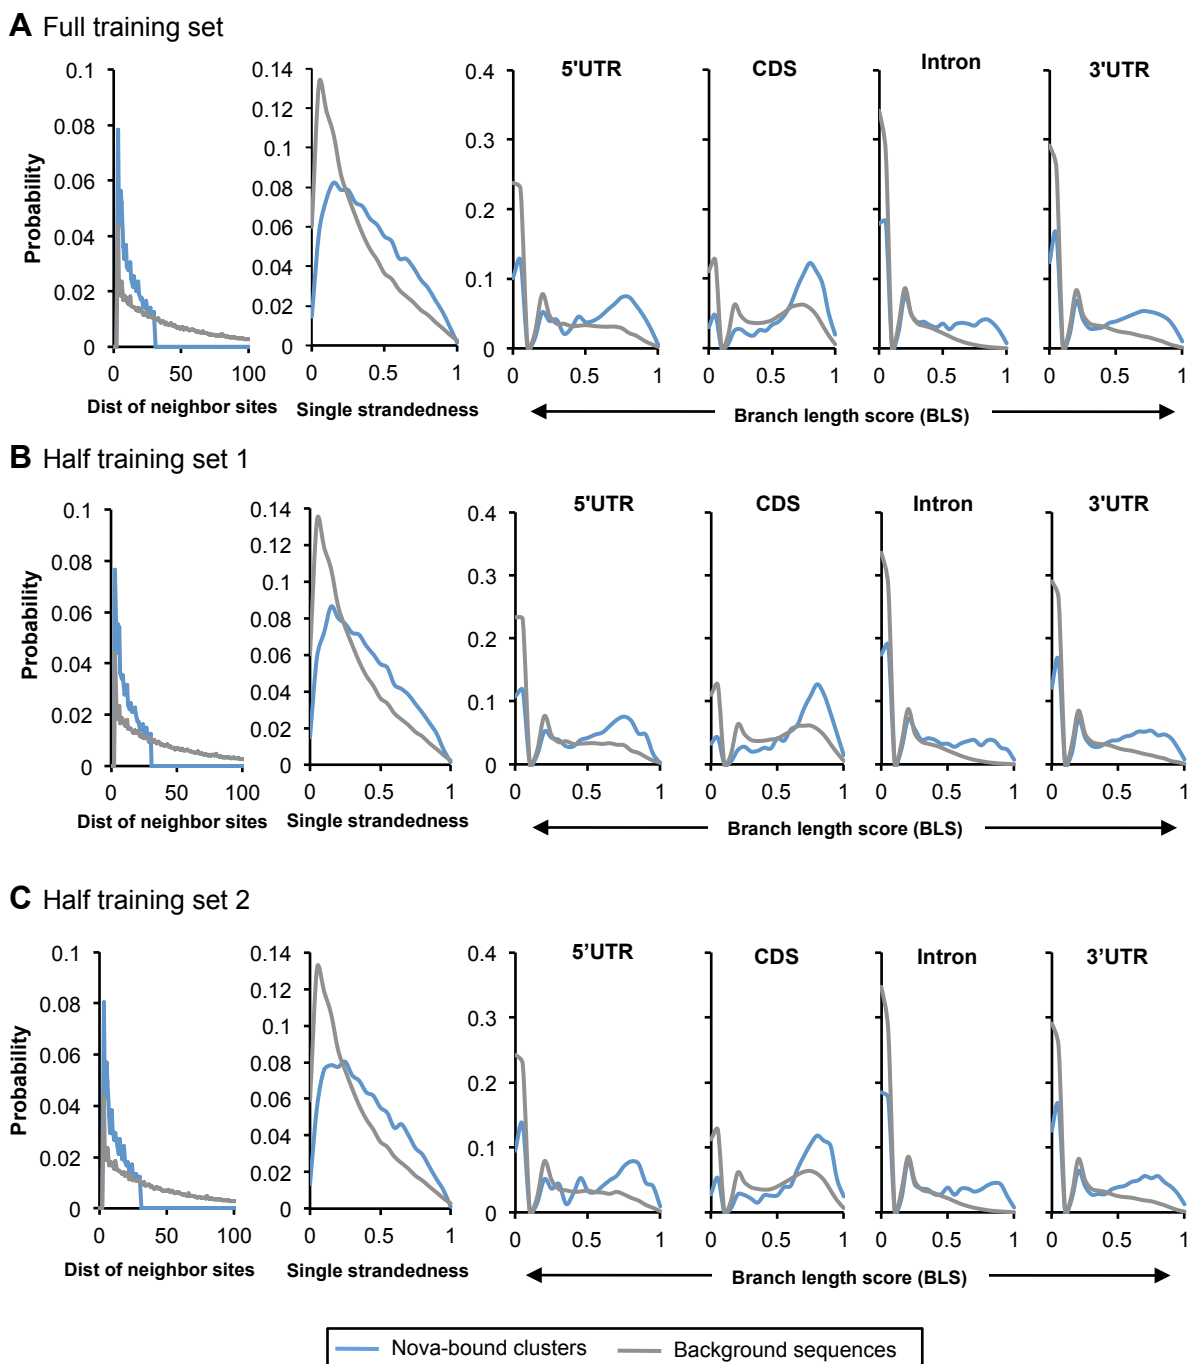 A Full training set
5'UTR CDS Intron 3'UTR
Probability
0.1
0.08
0.06
0.04
0.02
0
0 50 100
Dist of neighbor sites
0.14
0.12
0.1
0.08
0.06
0.04
0.02
0
0 0.5 1
Single strandedness
0.4
0.3
0.2
0.1
0
0 0.5 1
0 0.5 1
0 0.5 1
0 0.5 1
Branch length score (BLS)
B Half training set 1
5'UTR CDS Intron 3'UTR
Probability
0.1
0.08
0.06
0.04
0.02
0
0 50 100
Dist of neighbor sites
0.14
0.12
0.1
0.08
0.06
0.04
0.02
0
0 0.5 1
Single strandedness
0.4
0.3
0.2
0.1
0
0 0.5 1
0 0.5 1
0 0.5 1
0 0.5 1
Branch length score (BLS)
C Half training set 2
5’UTR CDS Intron 3’UTR
Probability
0.1
0.08
0.06
0.04
0.02
0
0 50 100
Dist of neighbor sites
0.14
0.12
0.1
0.08
0.06
0.04
0.02
0
0 0.5 1
Single strandedness
0.4
0.3
0.2
0.1
0
0 0.5 1
0 0.5 1
0 0.5 1
0 0.5 1
Branch length score (BLS)
Nova-bound clusters Background sequences